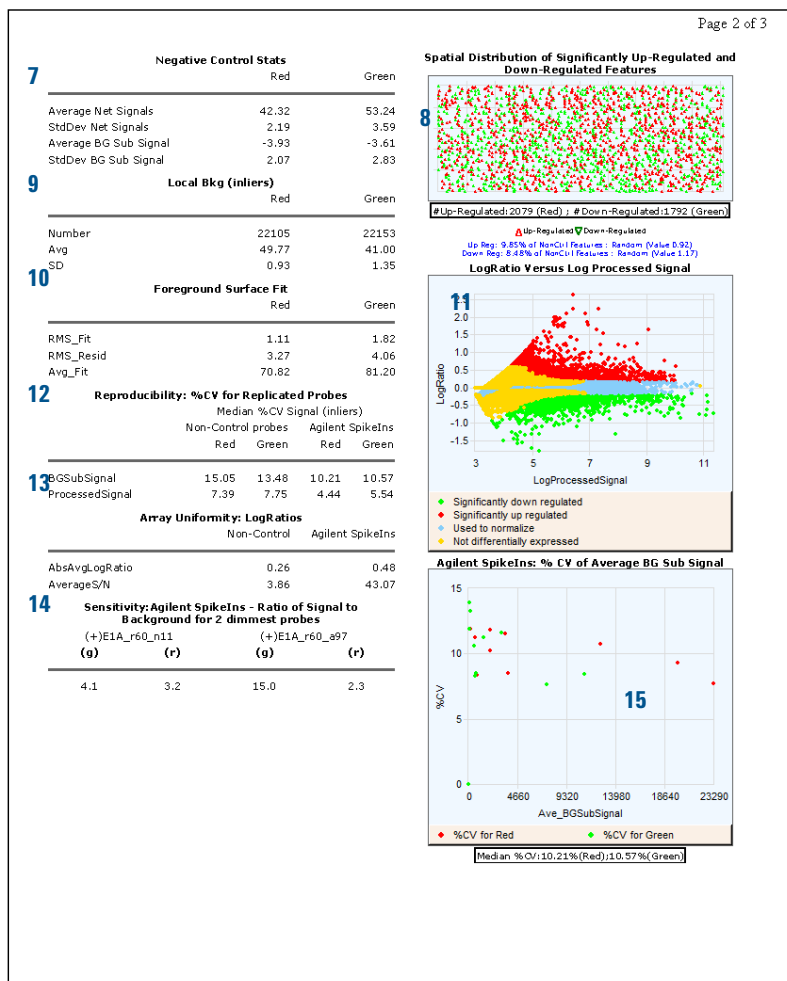 Page 2 of 3
7
Negative Control Stats
Red Green
Average Net Signals 42.32 53.24
StdDev Net Signals 2.19 3.59
Average BG Sub Signal -3.93 -3.61
StdDev BG Sub Signal 2.07 2.83
9
Local Bkg (inliers)
Red Green
Number 22105 22153
Avg 49.77 41.00
SD 0.93 1.35
10
Foreground Surface Fit
Red Green
RMS_Fit 1.11 1.82
RMS_Resid 3.27 4.06
Avg_Fit 70.82 81.20
12
Reproducibility: %CV for Replicated Probes
Median %CV Signal (inliers)
Non-Control probes Agilent SpikeIns
Red Green Red Green
BGSubSignal 15.05 13.48 10.21 10.57
13
ProcessedSignal 7.39 7.75 4.44 5.54
Array Uniformity: LogRatios
Non-Control Agilent SpikeIns
AbsAvgLogRatio 0.26 0.48
AverageS/N 3.86 43.07
14
Sensitivity: Agilent SpikeIns - Ratio of Signal to
Background for 2 dimmest probes
(+)E1A_r60_n11 (+)E1A_r60_a97
(g) (r) (g) (r)
4.1 3.2 15.0 2.3
Spatial Distribution of Significantly Up-Regulated and
Down-Regulated Features
8
#Up-Regulated:2079 (Red) ; #Down-Regulated:1792 (Green)
Up-Regulated Down-Regulated
Up Reg: 9.85% of NonCtrl Features : Random (Value 0.92)
Down Reg: 8.48% of NonCtrl Features : Random (Value 1.17)
LogRatio Versus Log Processed Signal
11
2.5
2.0
1.5
1.0
0.5
0.0
-0.5
-1.0
-1.5
LogRatio
3 5 7 9 11
LogProcessedSignal
Significantly down regulated
Significantly up regulated
Used to normalize
Not differentially expressed
Agilent SpikeIns: % CV of Average BG Sub Signal
15
10
5
0
%CV
15
0 4660 9320 13980 18640 23290
Ave_BGSubSignal
%CV for Red %CV for Green
Median %CV:10.21%(Red);10.57%(Green)